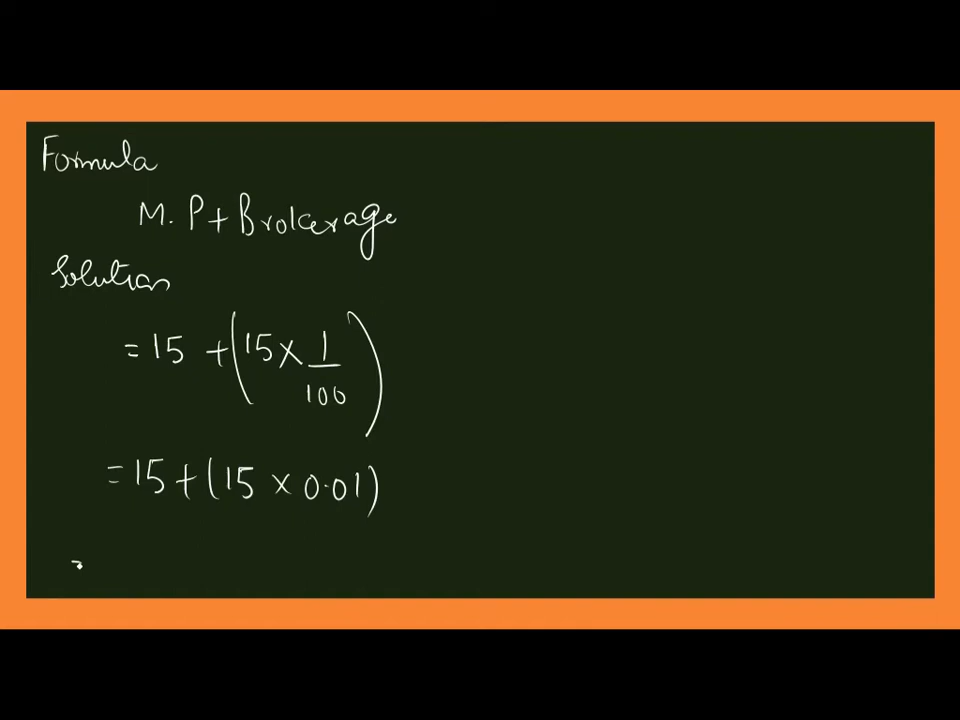 Formula
M. P + Brokerage
Solution
= 15 + (15 × 1/100)
= 15 + (15 × 0.01)
=